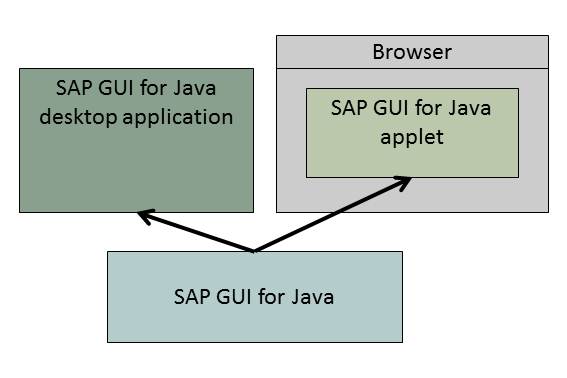 Browser
SAP GUI for Java
desktop application
SAP GUI for Java
applet
SAP GUI for Java